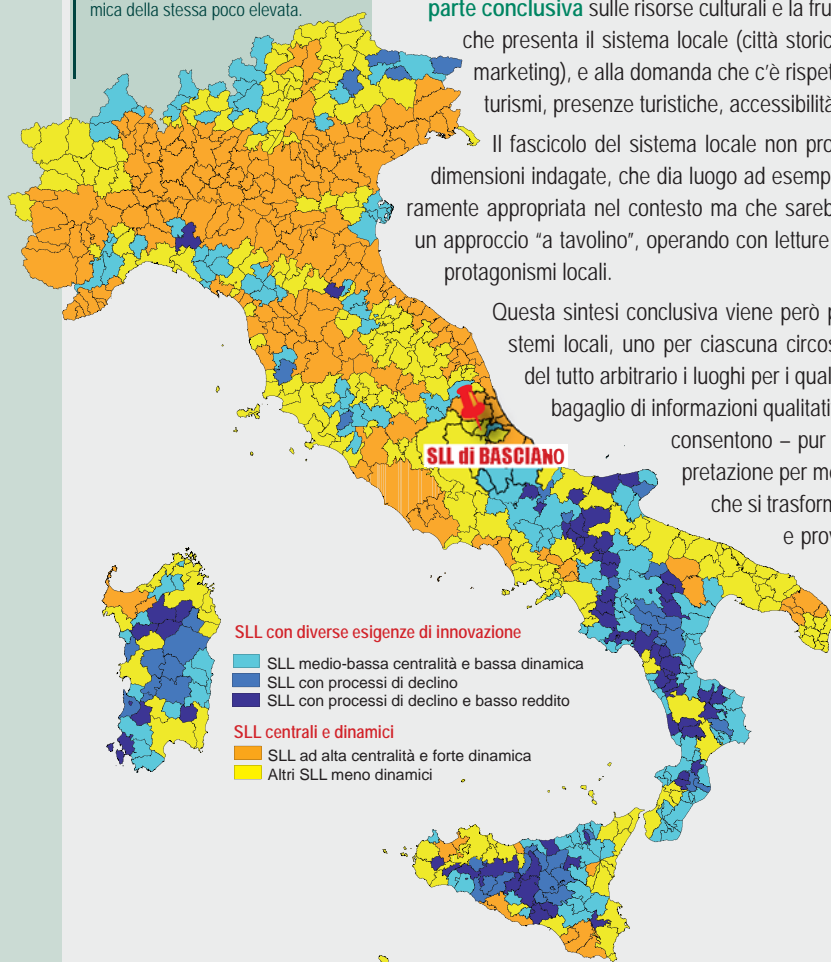 mica della stessa poco elevata.
parte conclusiva sulle risorse culturali e la fru
che presenta il sistema locale (città storic
marketing), e alla domanda che c'è rispet
turismi, presenze turistiche, accessibilità
Il fascicolo del sistema locale non pro
dimensioni indagate, che dia luogo ad esemp
ramente appropriata nel contesto ma che sareb
un approccio "a tavolino", operando con letture
protagonismi locali.
Questa sintesi conclusiva viene però p
stemi locali, uno per ciascuna circos
del tutto arbitrario i luoghi per i qual
bagaglio di informazioni qualitati
consentono – pur
pretazione per me
che si trasform
e prov
SLL di BASCIANO
SLL con diverse esigenze di innovazione
SLL medio-bassa centralità e bassa dinamica
SLL con processi di declino
SLL con processi di declino e basso reddito
SLL centrali e dinamici
SLL ad alta centralità e forte dinamica
Altri SLL meno dinamici